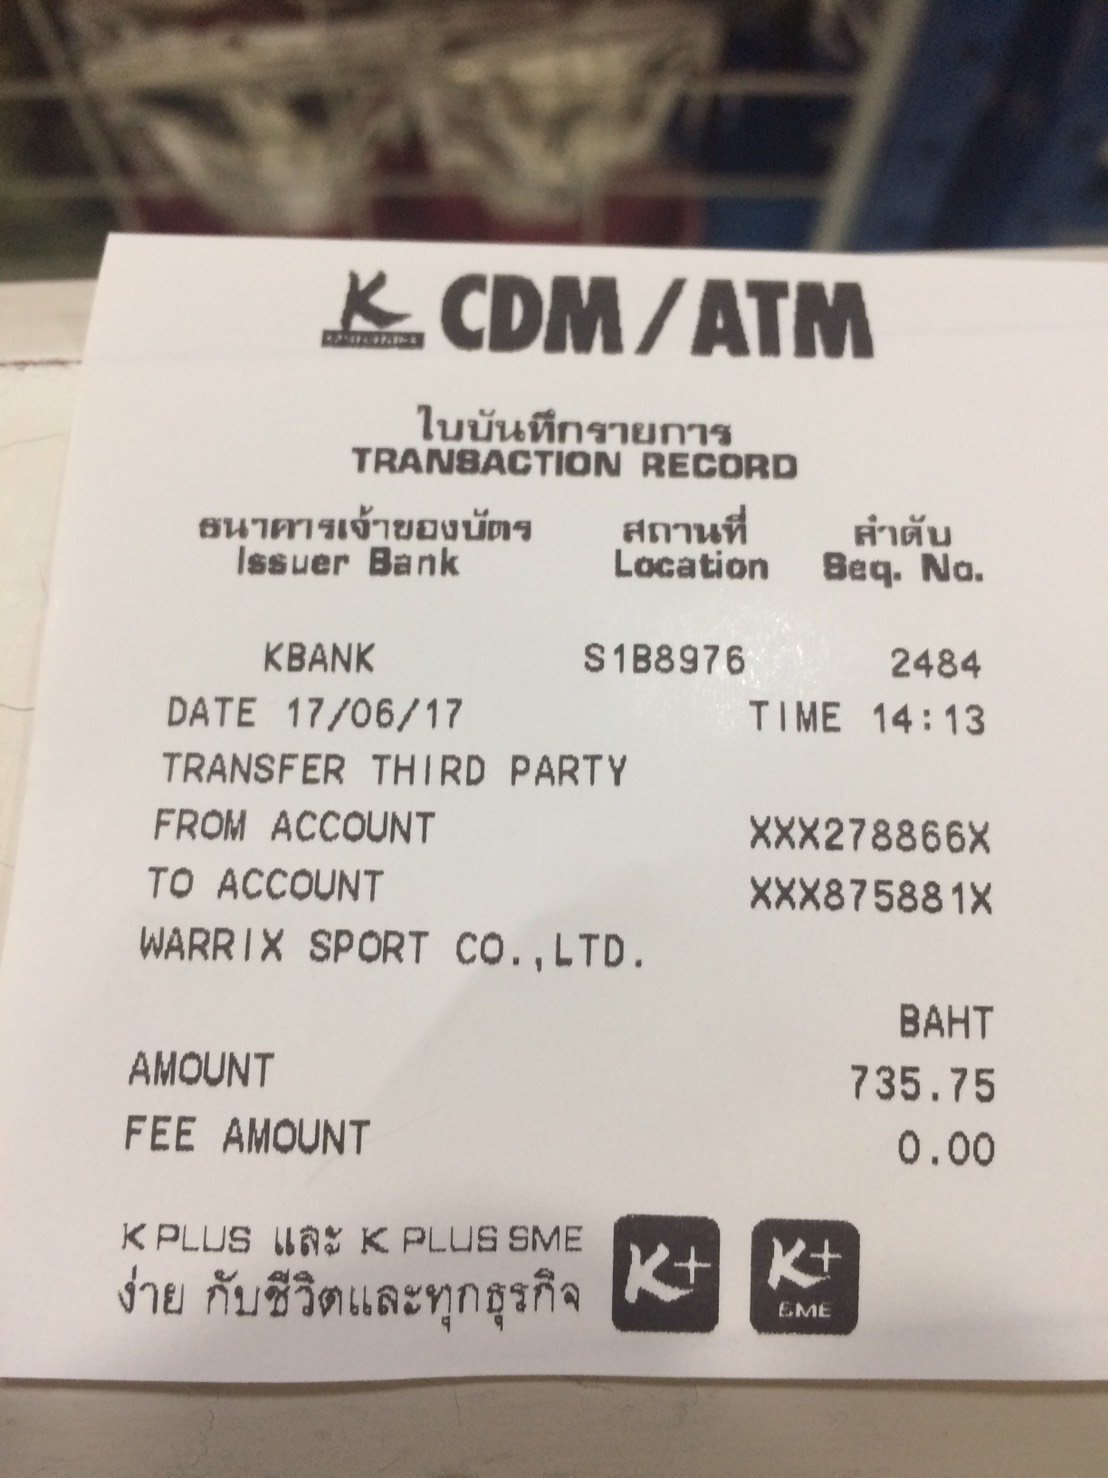 K CDM/ATM
ใบบันทึกรายการ
TRANSACTION RECORD
ธนาคารเจ้าของบัตร สถานที่ ลำดับ
Issuer Bank Location Seq. No.
KBANK S1B8976 2484
DATE 17/06/17 TIME 14:13
TRANSFER THIRD PARTY
FROM ACCOUNT XXX278866X
TO ACCOUNT XXX875881X
WARRIX SPORT CO.,LTD.
BAHT
AMOUNT 735.75
FEE AMOUNT 0.00
K PLUS และ K PLUS SME K+ K+
ง่าย กับชีวิตและทุกธุรกิจ SME